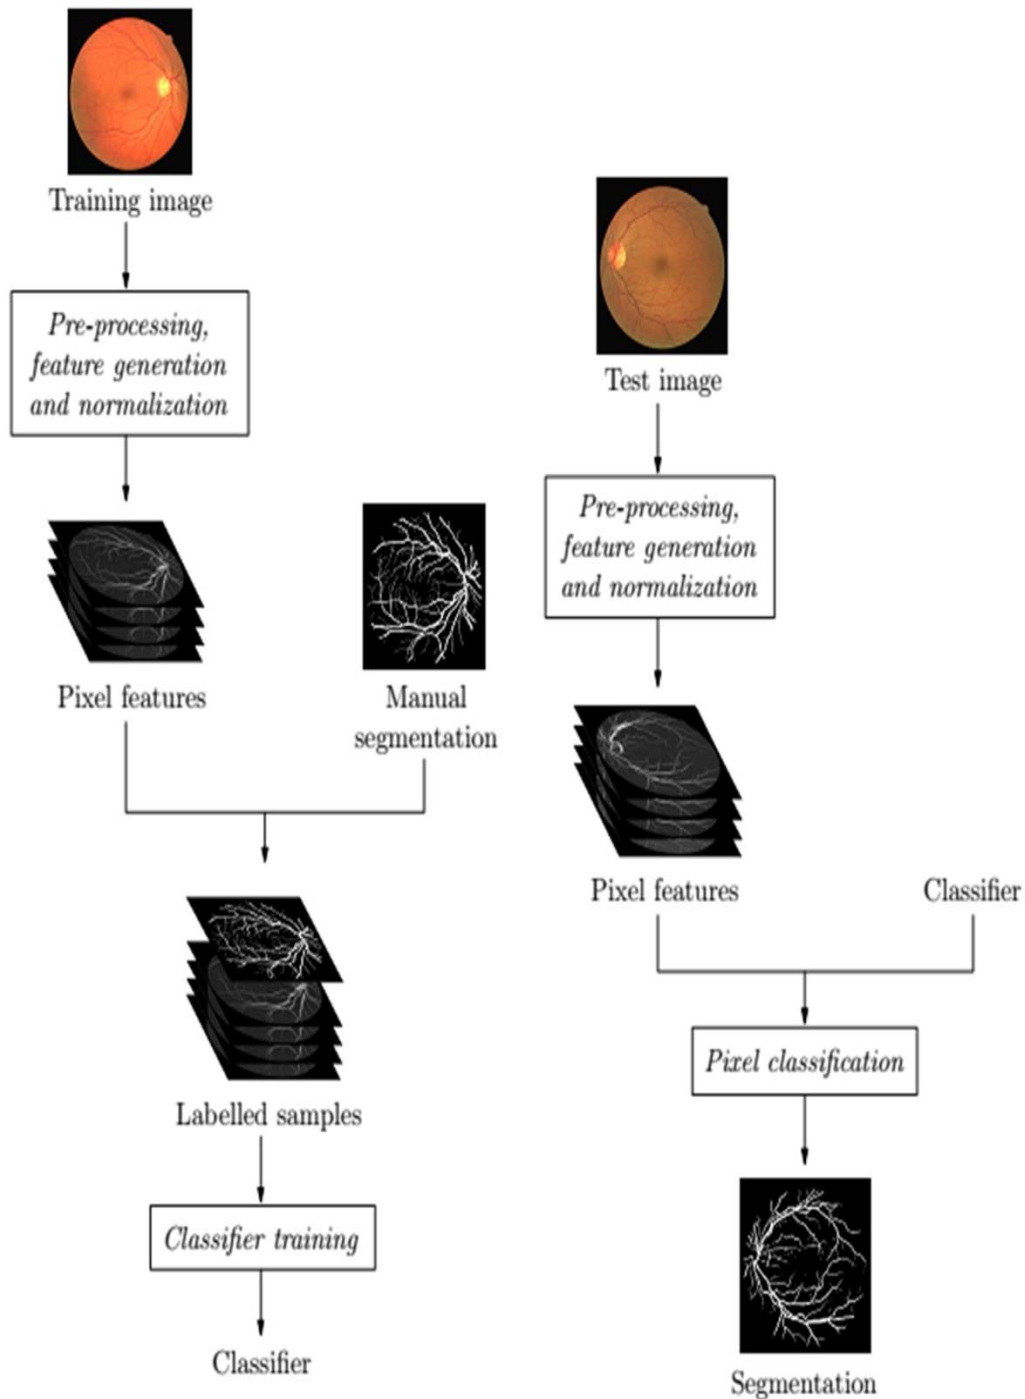 Training image
Pre-processing,
feature generation
and normalization
Pixel features
Manual
segmentation
Labelled samples
Classifier training
Classifier
Test image
Pre-processing,
feature generation
and normalization
Pixel features
Classifier
Pixel classification
Segmentation